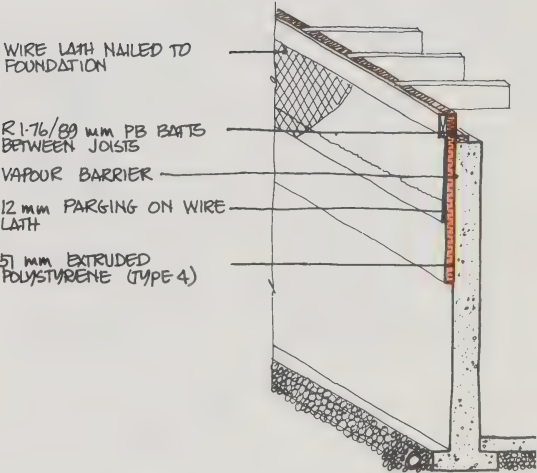 WIRE LATH NAILED TO
FOUNDATION
R 1·76/89 mm PB BATTS
BETWEEN JOISTS
VAPOUR BARRIER
12 mm PARGING ON WIRE
LATH
51 mm EXTRUDED
POLYSTYRENE (TYPE 4)